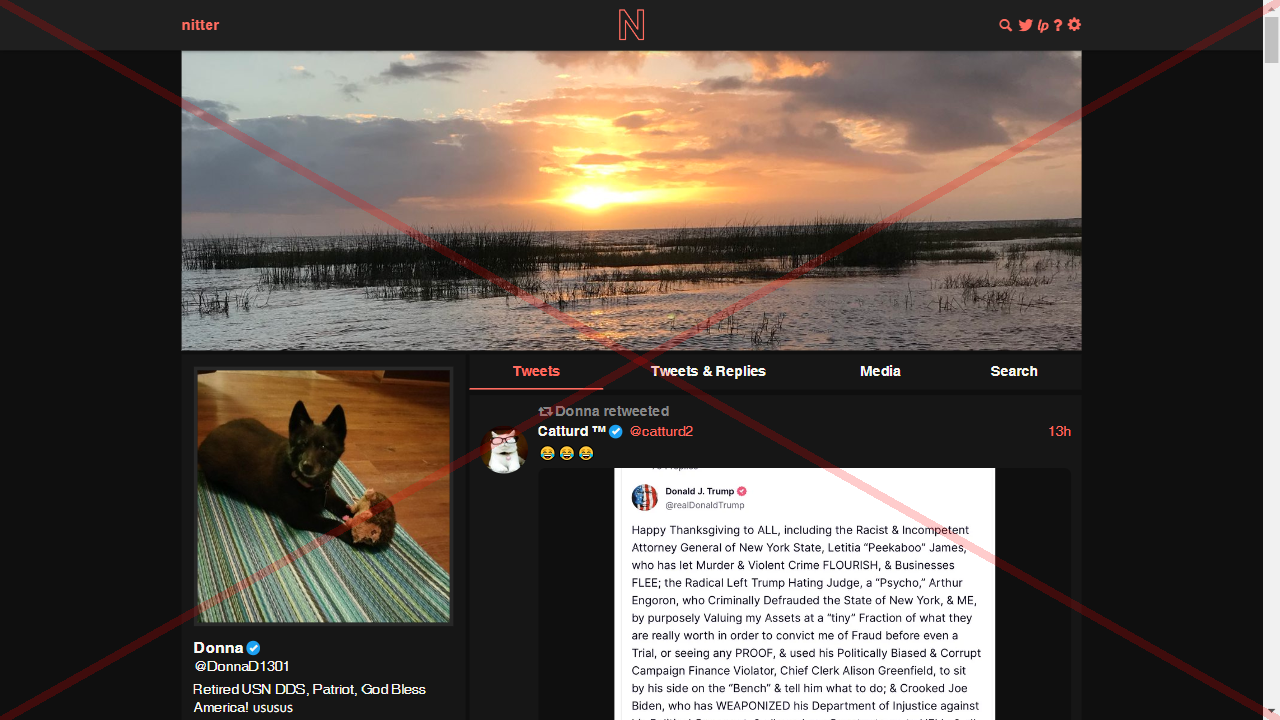 nitter
N
lp ?
Tweets
Tweets & Replies
Media
Search
Donna retweeted
Catturd ™ @catturd2 13h
😂 😂 😂
Donald J. Trump
@realDonaldTrump
Happy Thanksgiving to ALL, including the Racist & Incompetent
Attorney General of New York State, Letitia “Peekaboo” James,
who has let Murder & Violent Crime FLOURISH, & Businesses
FLEE; the Radical Left Trump Hating Judge, a “Psycho,” Arthur
Engoron, who Criminally Defrauded the State of New York, & ME,
by purposely Valuing my Assets at a “tiny” Fraction of what they
are really worth in order to convict me of Fraud before even a
Trial, or seeing any PROOF, & used his Politically Biased & Corrupt
Campaign Finance Violator, Chief Clerk Alison Greenfield, to sit
by his side on the “Bench” & tell him what to do; & Crooked Joe
Biden, who has WEAPONIZED his Department of Injustice against
Donna
@DonnaD1301
Retired USN DDS, Patriot, God Bless
America! ususus